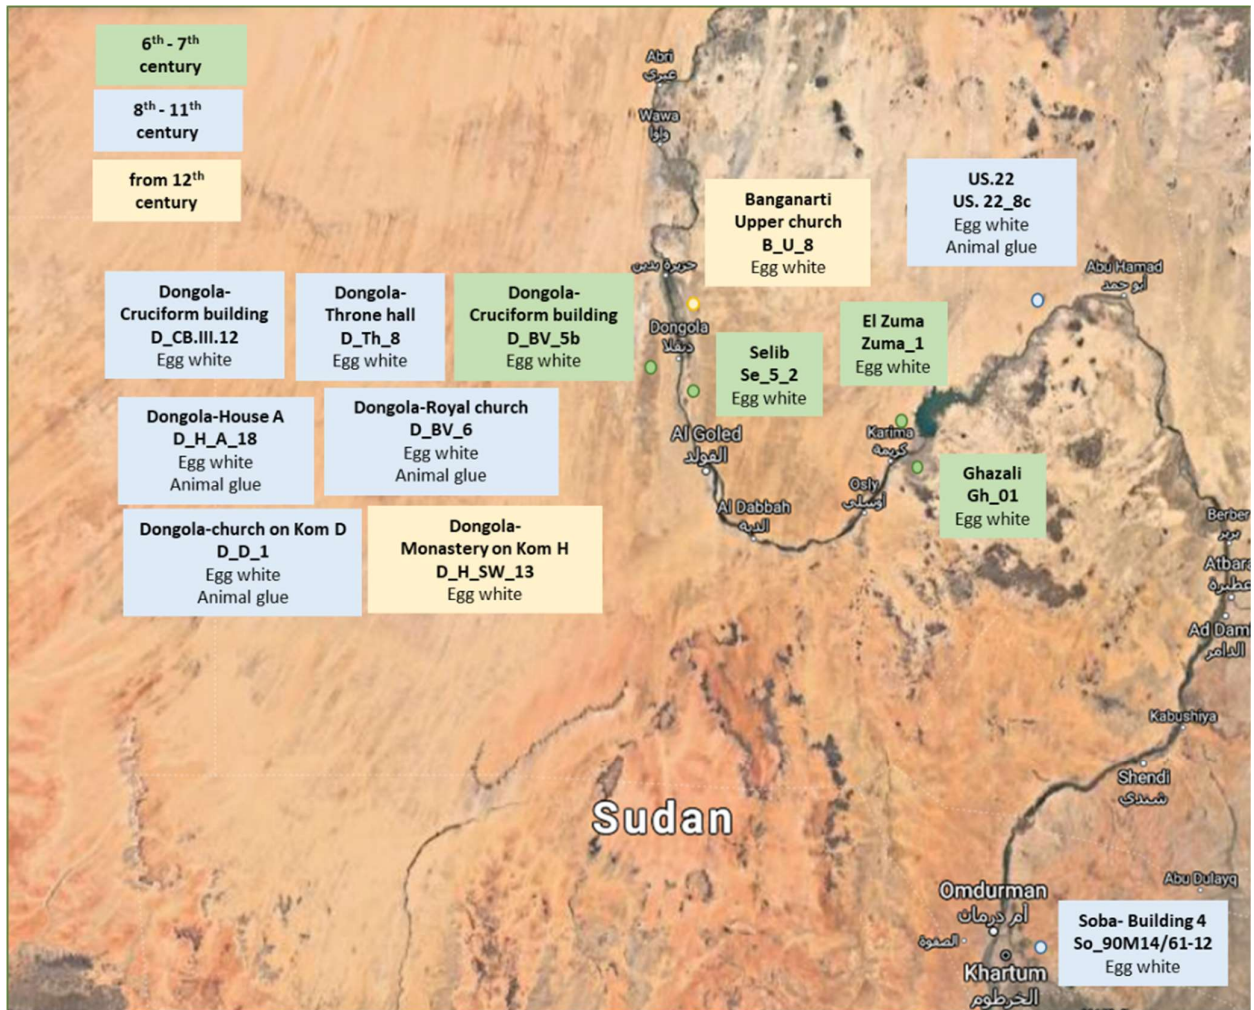 6th - 7th
century
8th - 11th
century
from 12th
century
Abri
عبري
Wawa
واوا
US.22
US. 22_8c
Egg white
Animal glue
Banganarti
Upper church
B_U_8
Egg white
جزيرة بدين
Abu Hamad
أبو حمد
Dongola-
Cruciform building
D_CB.III.12
Egg white
Dongola-
Throne hall
D_Th_8
Egg white
Dongola-
Cruciform building
D_BV_5b
Egg white
Dongola
دنقلا
Selib
Se_5_2
Egg white
El Zuma
Zuma_1
Egg white
Dongola-House A
D_H_A_18
Egg white
Animal glue
Dongola-Royal church
D_BV_6
Egg white
Animal glue
Al Goled
القولد
Karima
كريمة
Ghazali
Gh_01
Egg white
Osly
أوسلي
Al Dabbah
الدبة
Dongola-church on Kom D
D_D_1
Egg white
Animal glue
Dongola-
Monastery on Kom H
D_H_SW_13
Egg white
Berber
بربر
Atbara
عطبرة
Ad Dam
الدامر
Kabushiya
Shendi
شندي
Sudan
Abu Dulayq
Omdurman
أم درمان
الصفوة
Khartum
الخرطوم
Soba- Building 4
So_90M14/61-12
Egg white